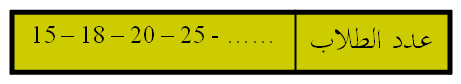 عدد الطلاب 15 – 18 – 20 – 25 - ……